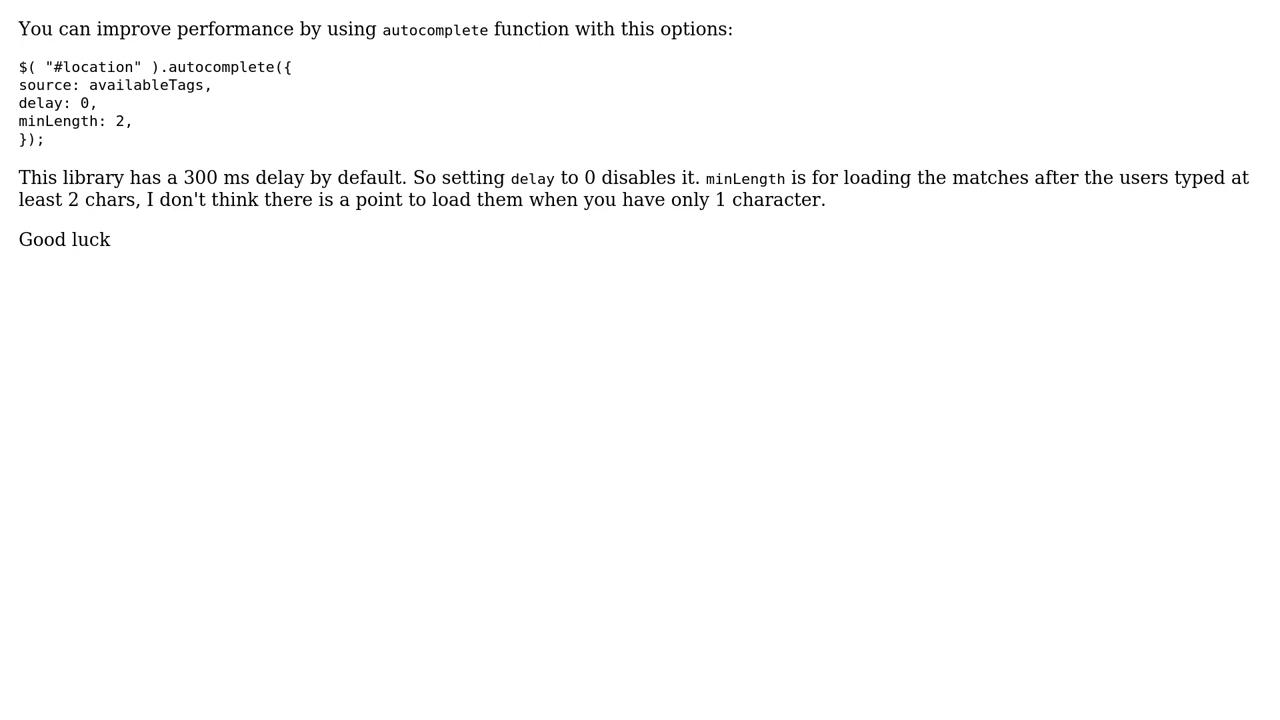 You can improve performance by using autocomplete function with this options:
$( "#location" ).autocomplete({
source: availableTags,
delay: 0,
minLength: 2,
});
This library has a 300 ms delay by default. So setting delay to 0 disables it. minLength is for loading the matches after the users typed at
least 2 chars, I don't think there is a point to load them when you have only 1 character.
Good luck